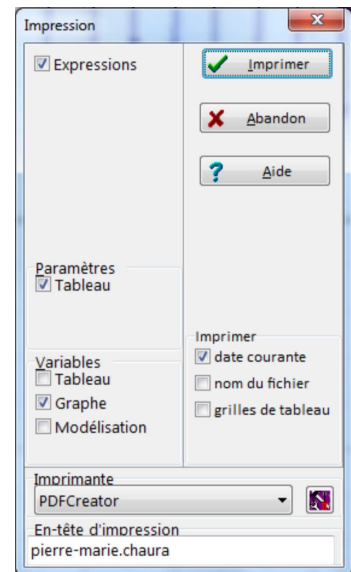 Impression
Expressions
Imprimer
Abandon
Aide
Paramètres
Tableau
Imprimer
date courante
nom du fichier
grilles de tableau
Variables
Tableau
Graphe
Modélisation
Imprimante
PDFCreator
En-tête d'impression
pierre-marie.chaura